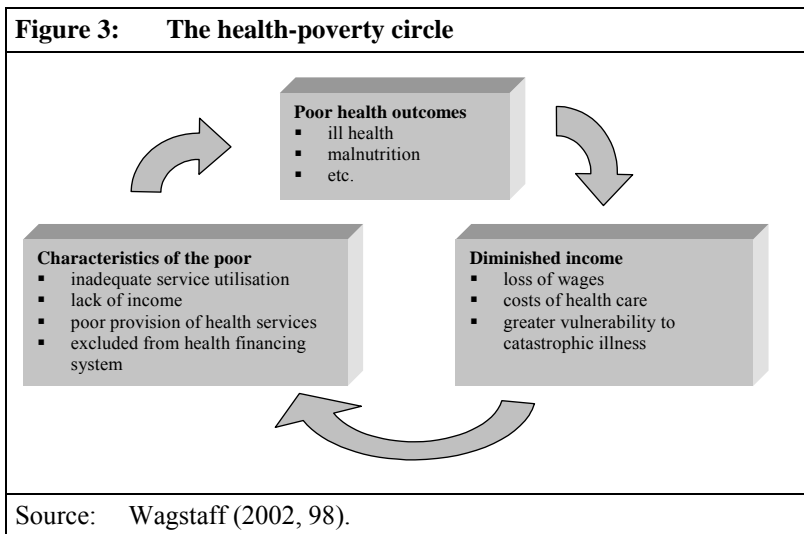 Figure 3: The health-poverty circle
Poor health outcomes
▪ ill health
▪ malnutrition
▪ etc.
Characteristics of the poor
▪ inadequate service utilisation
▪ lack of income
▪ poor provision of health services
▪ excluded from health financing
system
Diminished income
▪ loss of wages
▪ costs of health care
▪ greater vulnerability to
catastrophic illness
Source: Wagstaff (2002, 98).